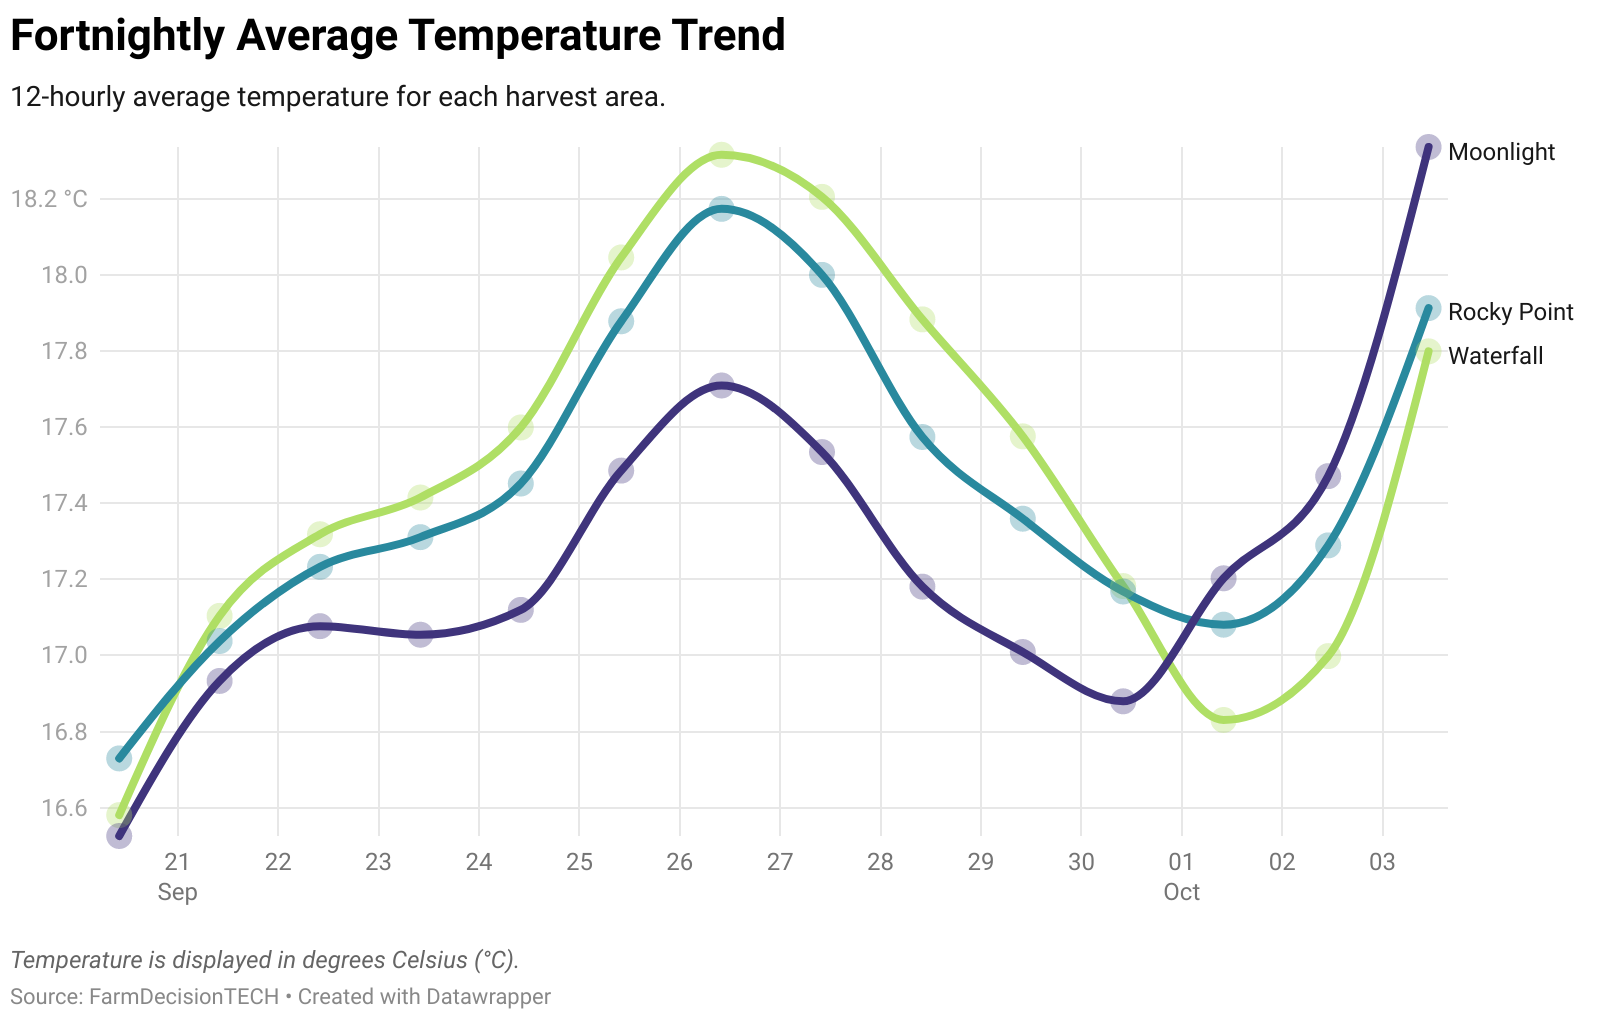 Fortnightly Average Temperature Trend
12-hourly average temperature for each harvest area.
Moonlight
18.2 °C
18.0
Rocky Point
17.8
Waterfall
17.6
17.4
17.2
17.0
16.8
16.6
21 22 23 24 25 26 27 28 29 30 01 02 03
Sep Oct
Temperature is displayed in degrees Celsius (°C).
Source: FarmDecisionTECH • Created with Datawrapper